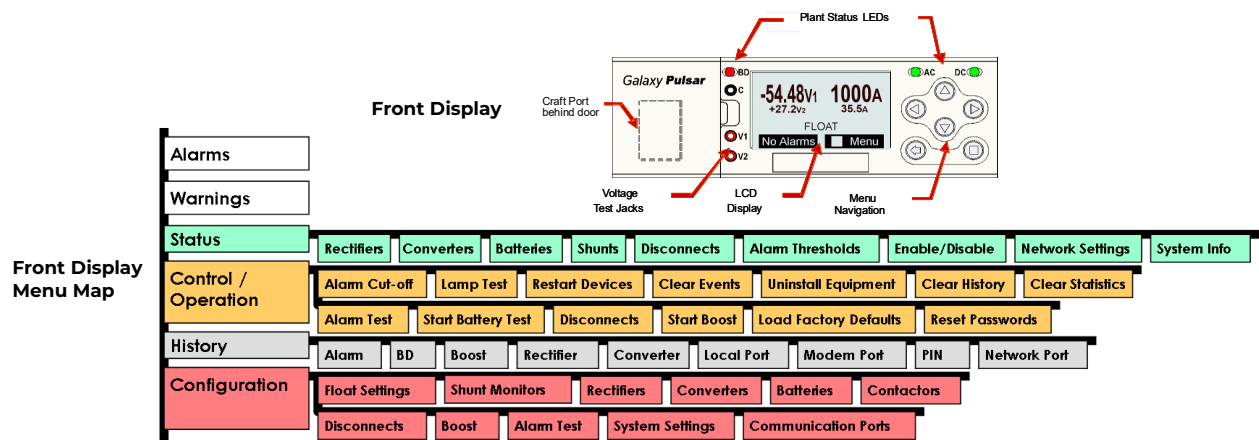 Plant Status LEDs
Front Display
Galaxy Pulsar
Craft Port
behind door
BD
C
V1
V2
-54.48V1 1000A
+27.2V2 35.5A
FLOAT
No Alarms Menu
AC DC
Voltage
Test Jacks
LCD
Display
Menu
Navigation
Front Display
Menu Map
Alarms
Warnings
Status
Rectifiers Converters Batteries Shunts Disconnects Alarm Thresholds Enable/Disable Network Settings System Info
Control /
Operation
Alarm Cut-off Lamp Test Restart Devices Clear Events Uninstall Equipment Clear History Clear Statistics
Alarm Test Start Battery Test Disconnects Start Boost Load Factory Defaults Reset Passwords
History
Alarm BD Boost Rectifier Converter Local Port Modem Port PIN Network Port
Configuration
Float Settings Shunt Monitors Rectifiers Converters Batteries Contactors
Disconnects Boost Alarm Test System Settings Communication Ports